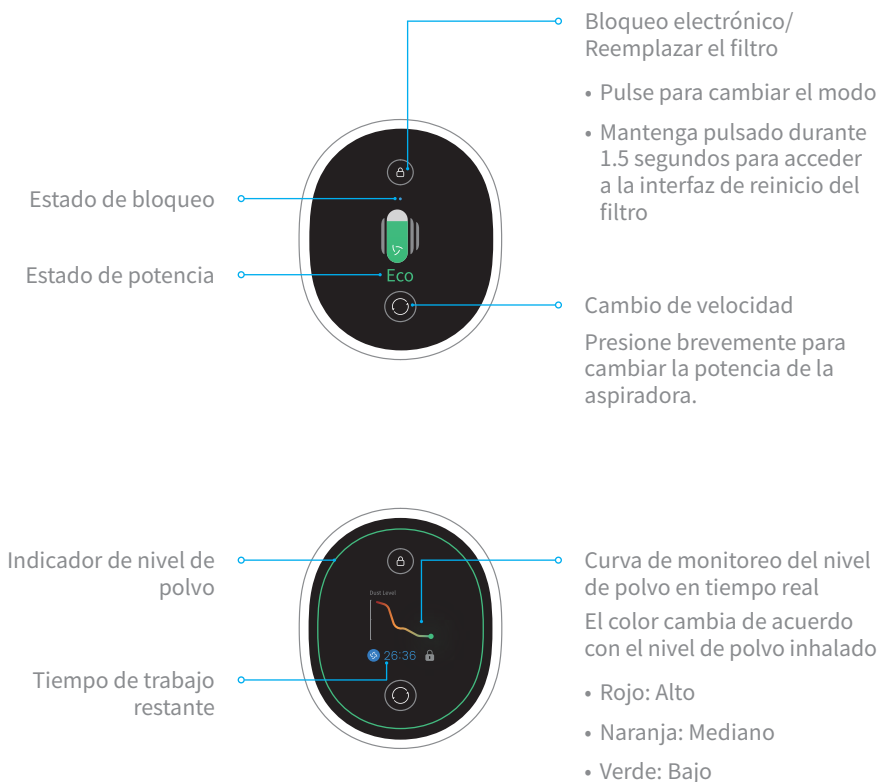 Bloqueo electrónico/
Reemplazar el filtro
• Pulse para cambiar el modo
• Mantenga pulsado durante
1.5 segundos para acceder
a la interfaz de reinicio del
filtro
Estado de bloqueo
Estado de potencia
Eco
Cambio de velocidad
Presione brevemente para
cambiar la potencia de la
aspiradora.
Indicador de nivel de
polvo
Dust Level
26:36
Tiempo de trabajo
restante
Curva de monitoreo del nivel
de polvo en tiempo real
El color cambia de acuerdo
con el nivel de polvo inhalado
• Rojo: Alto
• Naranja: Mediano
• Verde: Bajo